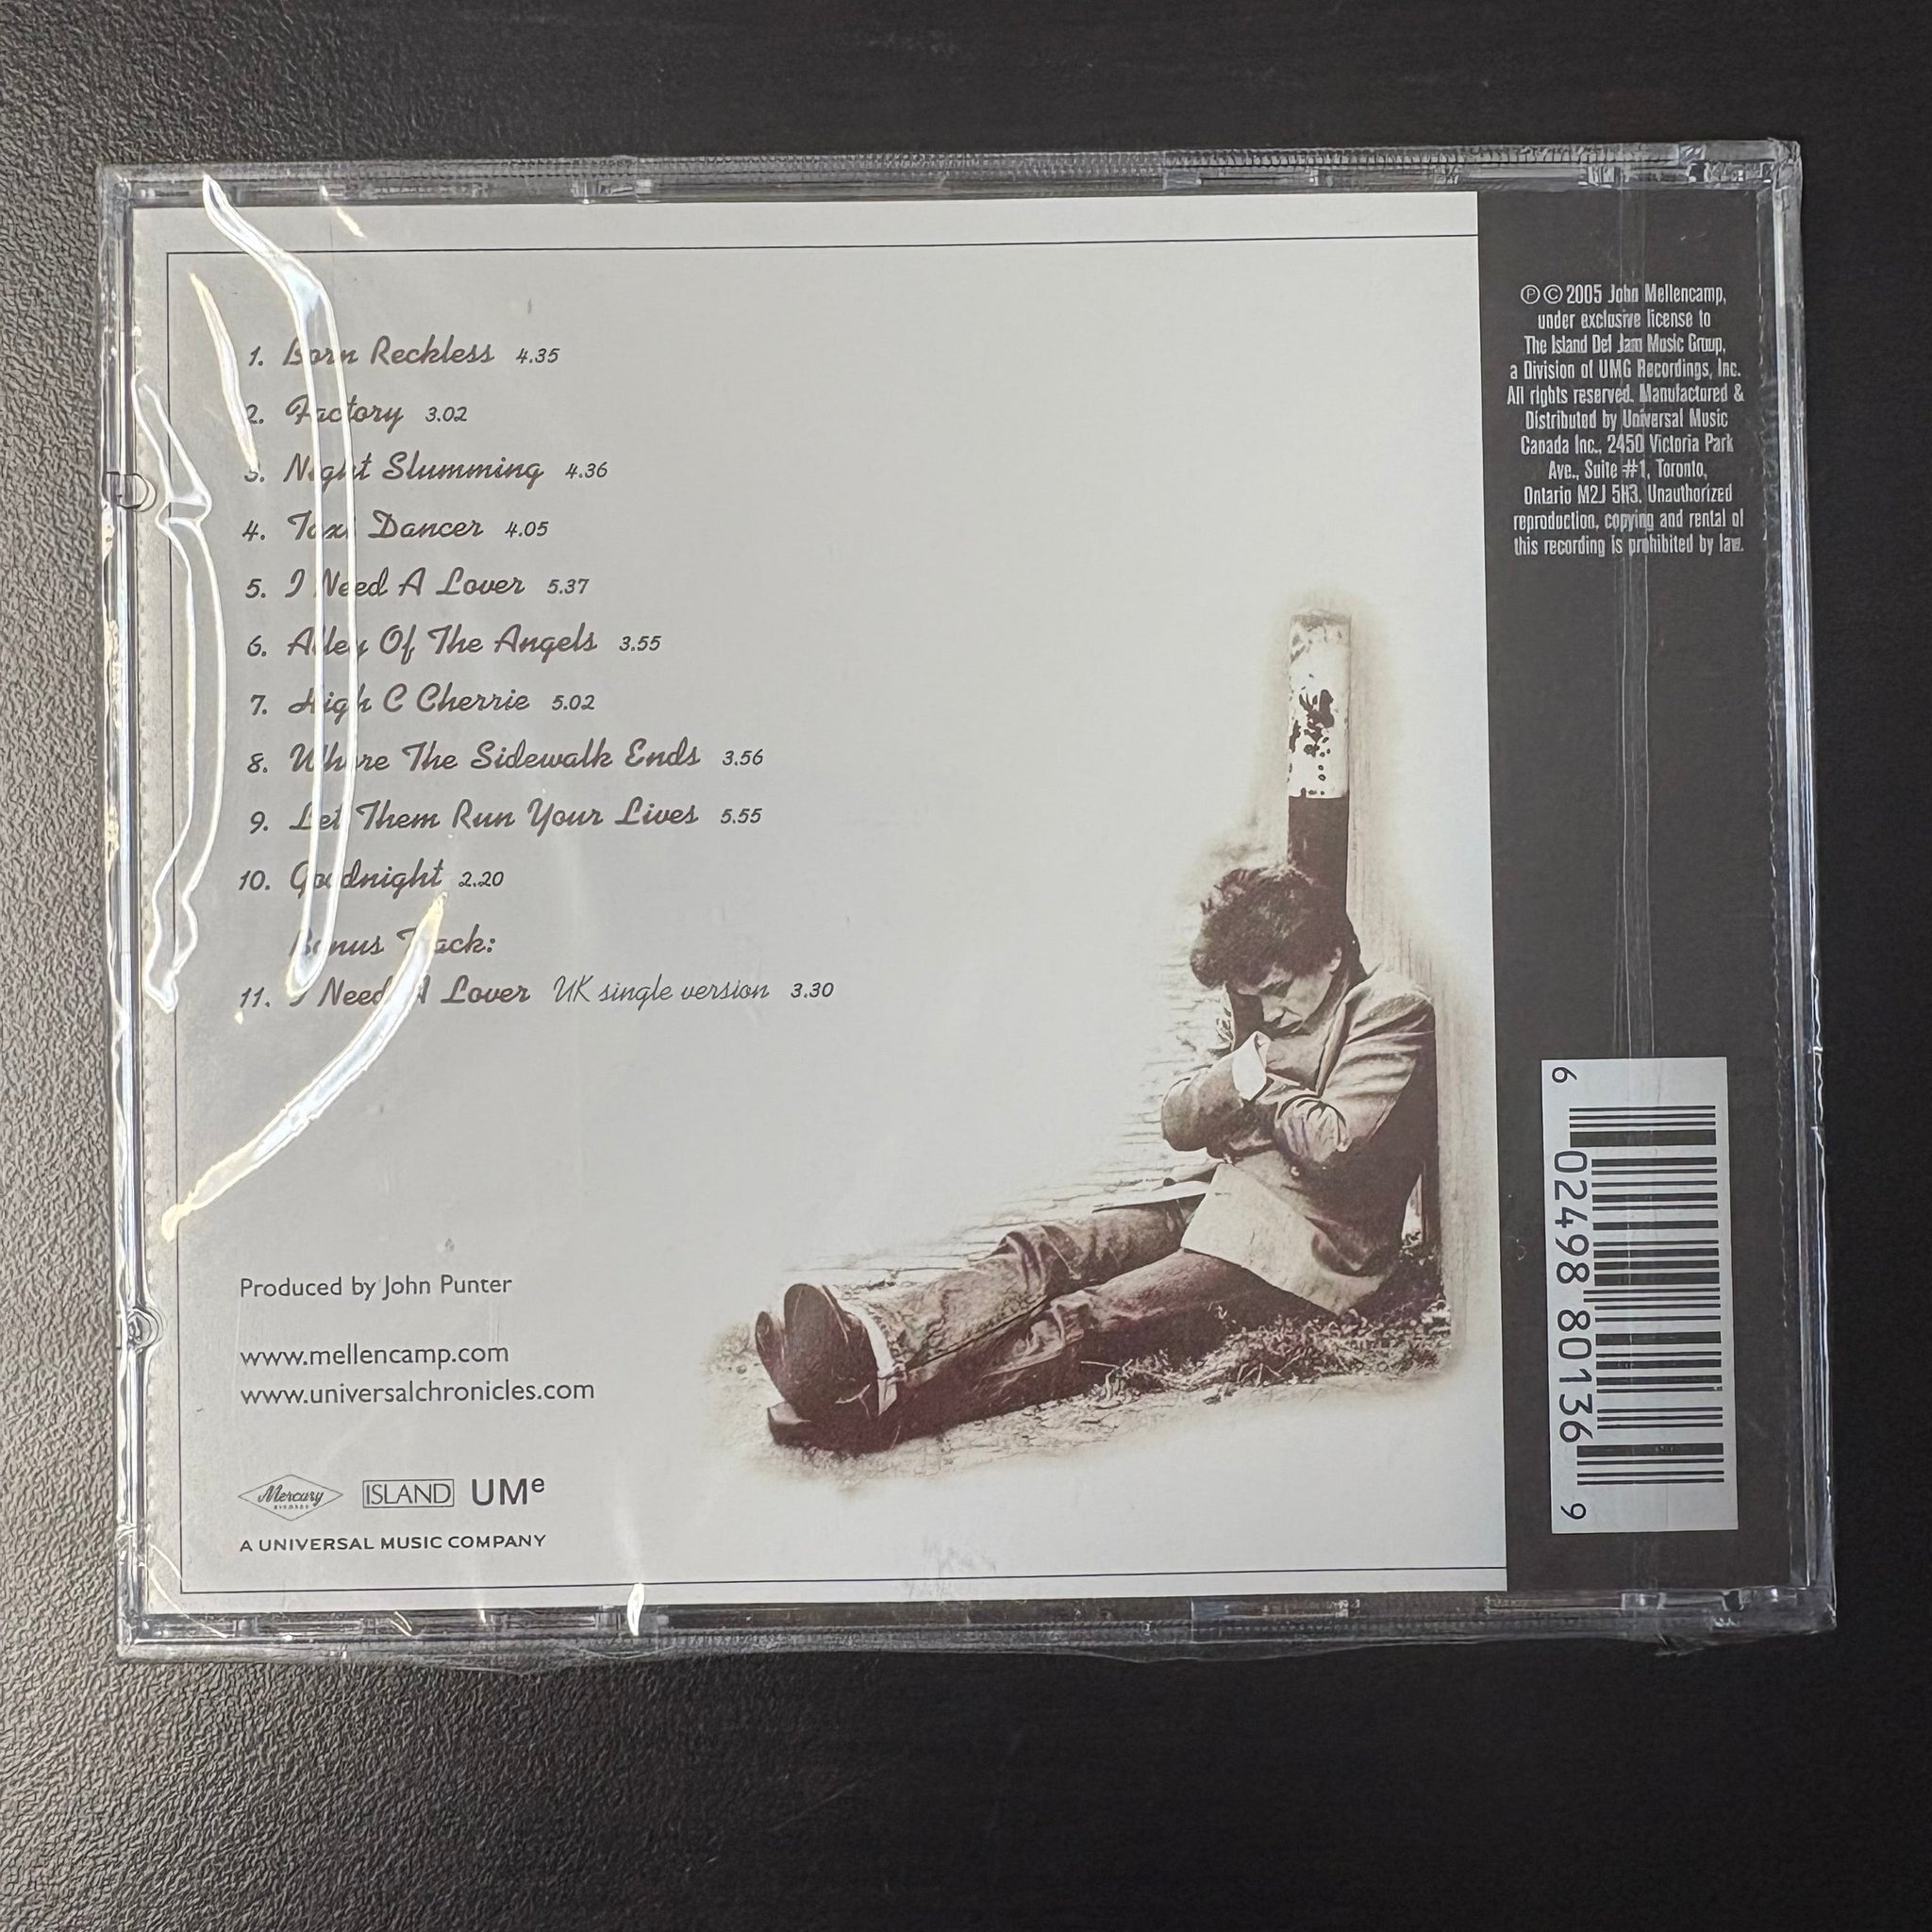 1. Born Reckless 4.35
2. Factory 3.02
3. Night Slumming 4.36
4. Taxi Dancer 4.05
5. I Need A Lover 5.37
6. Alley Of The Angels 3.55
7. High C Cherrie 5.02
8. Where The Sidewalk Ends 3.56
9. Let Them Run Your Lives 5.55
10. Goodnight 2.20
Bonus Track:
11. I Need A Lover UK single version 3.30
Produced by John Punter
www.mellencamp.com
www.universalchronicles.com
Mercury RECORDS ISLAND UMe
A UNIVERSAL MUSIC COMPANY
℗ © 2005 John Mellencamp,
under exclusive license to
The Island Def Jam Music Group,
a Division of UMG Recordings, Inc.
All rights reserved. Manufactured &
Distributed by Universal Music
Canada Inc., 2450 Victoria Park
Ave., Suite #1, Toronto,
Ontario M2J 5H3. Unauthorized
reproduction, copying and rental of
this recording is prohibited by law.
6 02498 80136 9